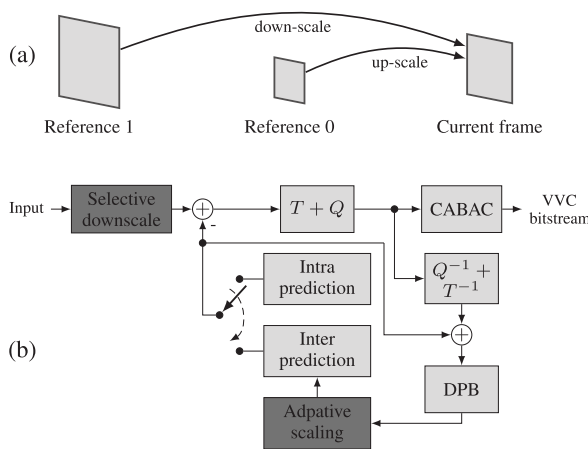 down-scale
(a)
up-scale
Reference 1
Reference 0
Current frame
Input
Selective
downscale
-
T + Q
CABAC
VVC
bitstream
Intra
prediction
Q⁻¹ +
T⁻¹
(b)
Inter
prediction
DPB
Adpative
scaling